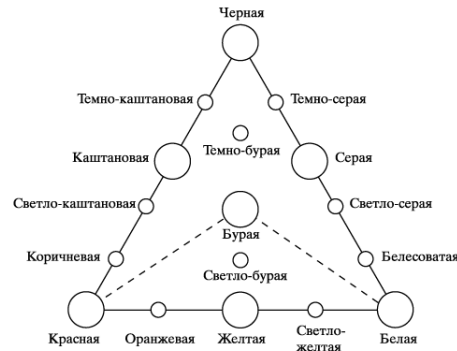 Черная
Темно-каштановая
Темно-серая
Темно-бурая
Каштановая
Серая
Светло-каштановая
Светло-серая
Бурая
Коричневая
Белесоватая
Светло-бурая
Красная
Оранжевая
Желтая
Светло-
желтая
Белая